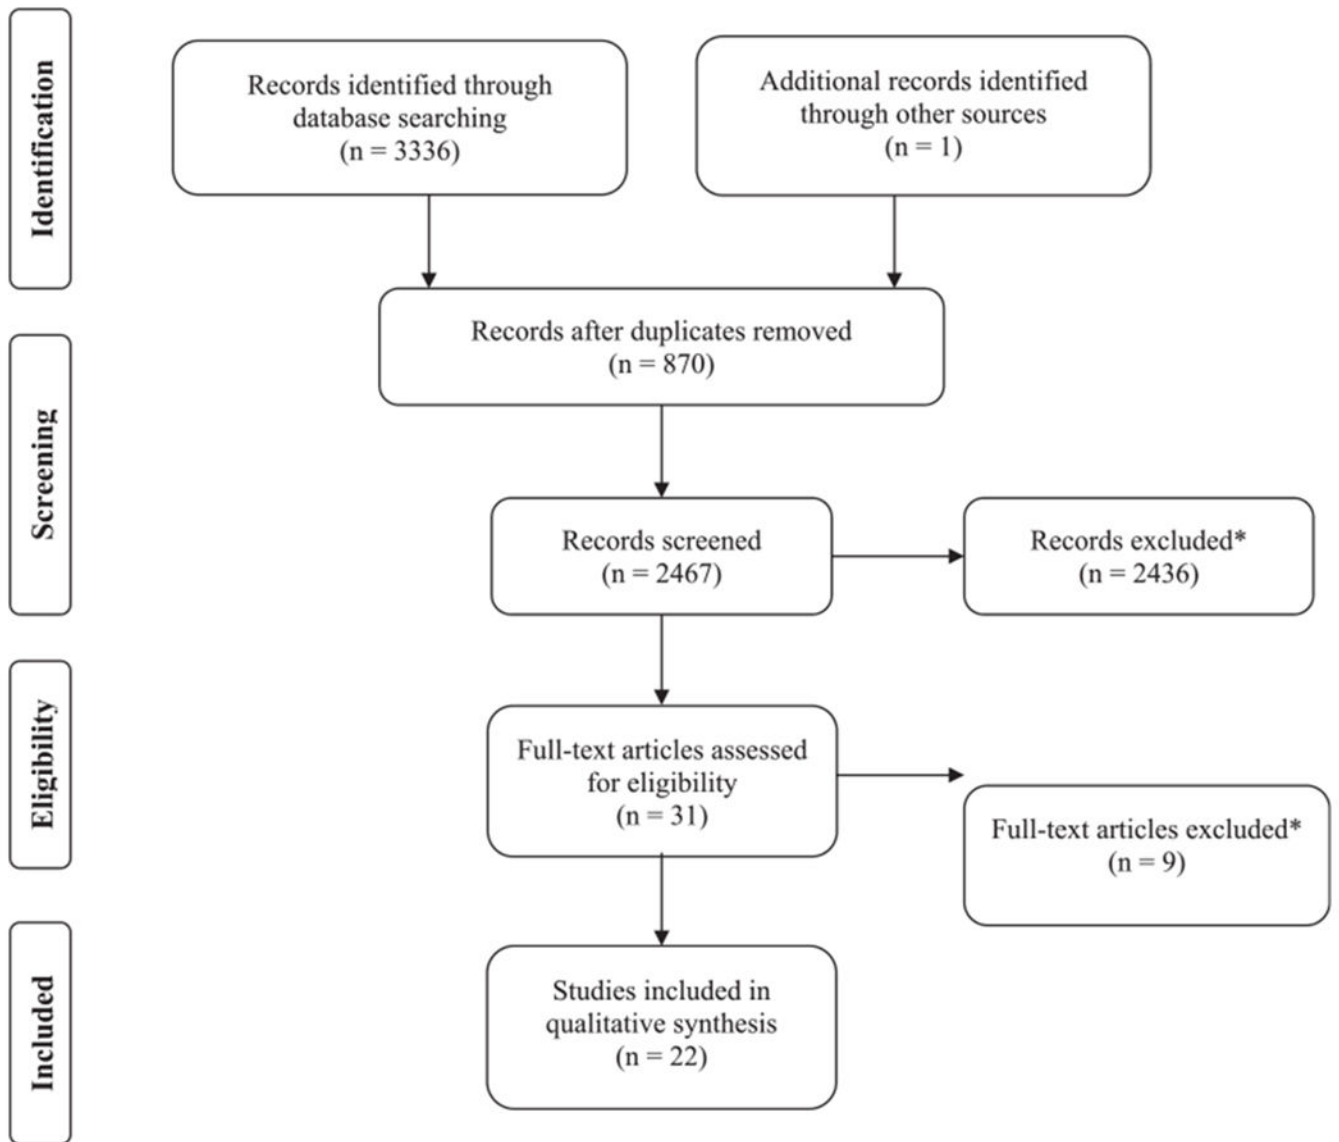 Identification
Records identified through
database searching
(n = 3336)
Additional records identified
through other sources
(n = 1)
Records after duplicates removed
(n = 870)
Screening
Records screened
(n = 2467)
Records excluded*
(n = 2436)
Eligibility
Full-text articles assessed
for eligibility
(n = 31)
Full-text articles excluded*
(n = 9)
Included
Studies included in
qualitative synthesis
(n = 22)